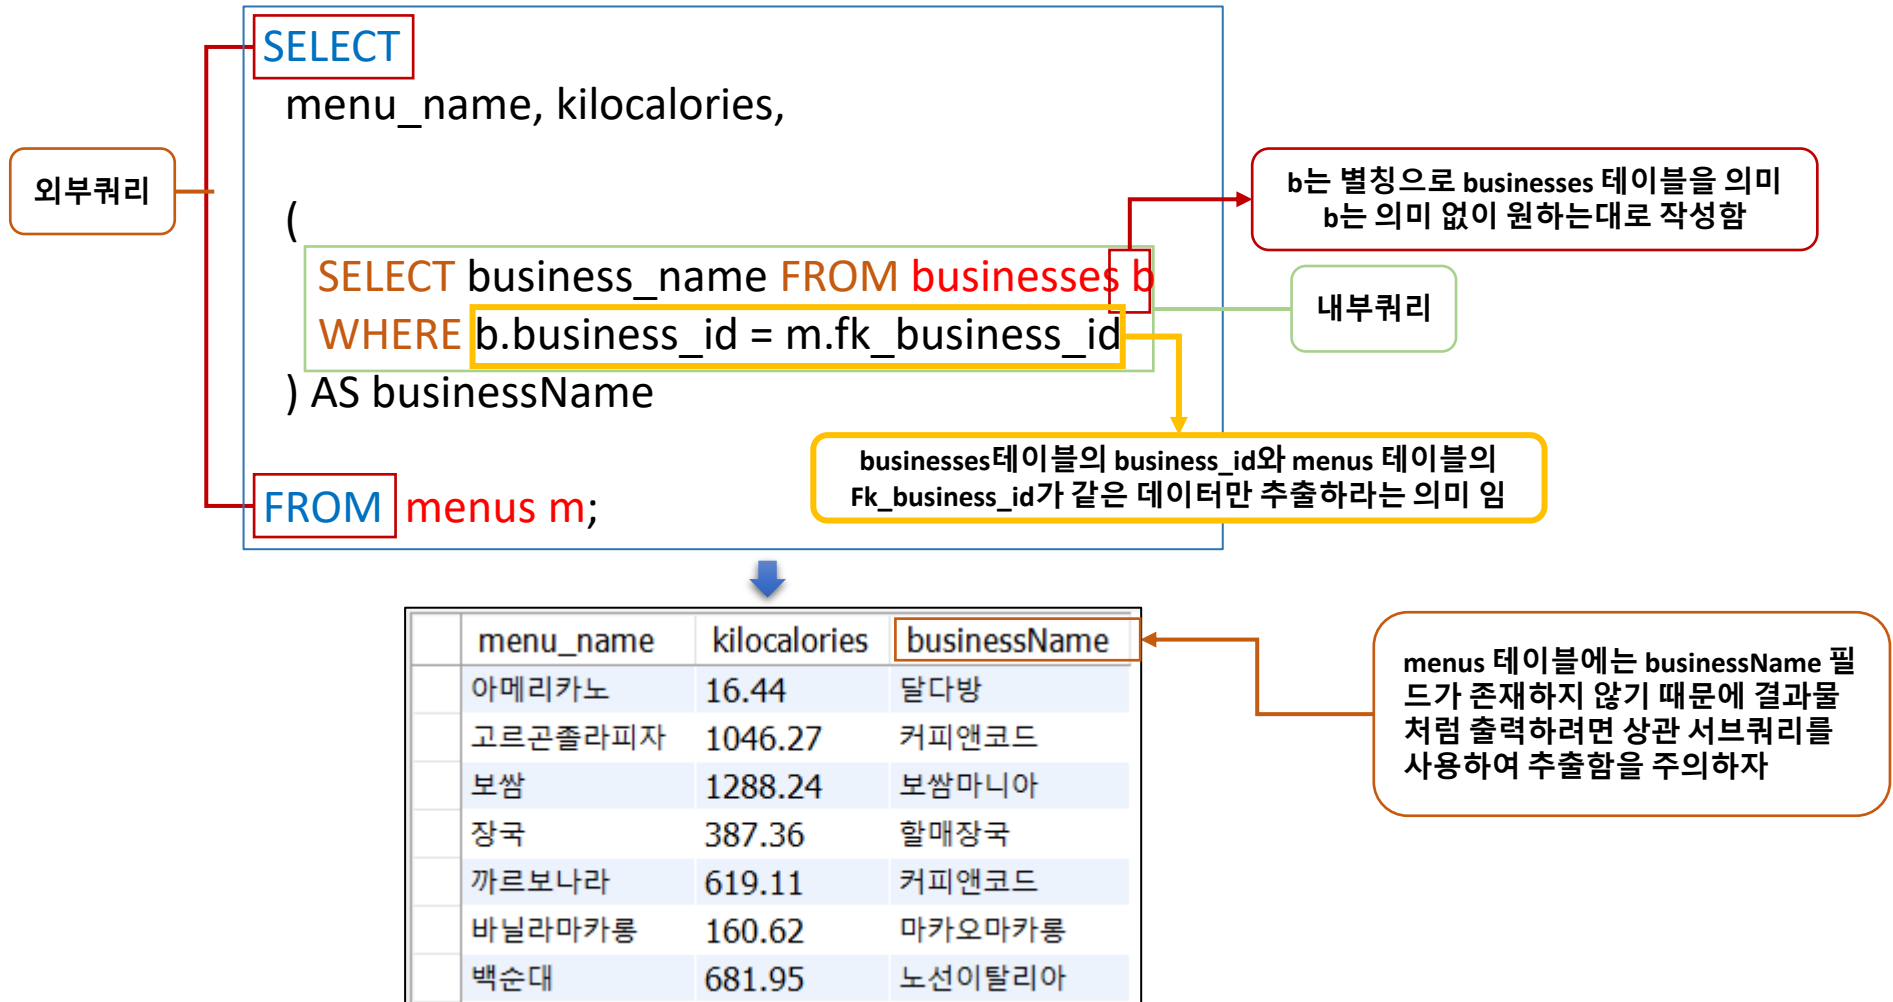 SELECT
menu_name, kilocalories,
외부쿼리
b는 별칭으로 businesses 테이블을 의미
b는 의미 없이 원하는대로 작성함
(
SELECT business_name FROM businesses b
내부쿼리
WHERE b.business_id = m.fk_business_id
) AS businessName
businesses테이블의 business_id와 menus 테이블의
Fk_business_id가 같은 데이터만 추출하라는 의미 임
FROM menus m;
menu_name kilocalories businessName
아메리카노 16.44 달다방
고르곤졸라피자 1046.27 커피앤코드
보쌈 1288.24 보쌈마니아
장국 387.36 할매장국
까르보나라 619.11 커피앤코드
바닐라마카롱 160.62 마카오마카롱
백순대 681.95 노선이탈리아
menus 테이블에는 businessName 필
드가 존재하지 않기 때문에 결과물
처럼 출력하려면 상관 서브쿼리를
사용하여 추출함을 주의하자